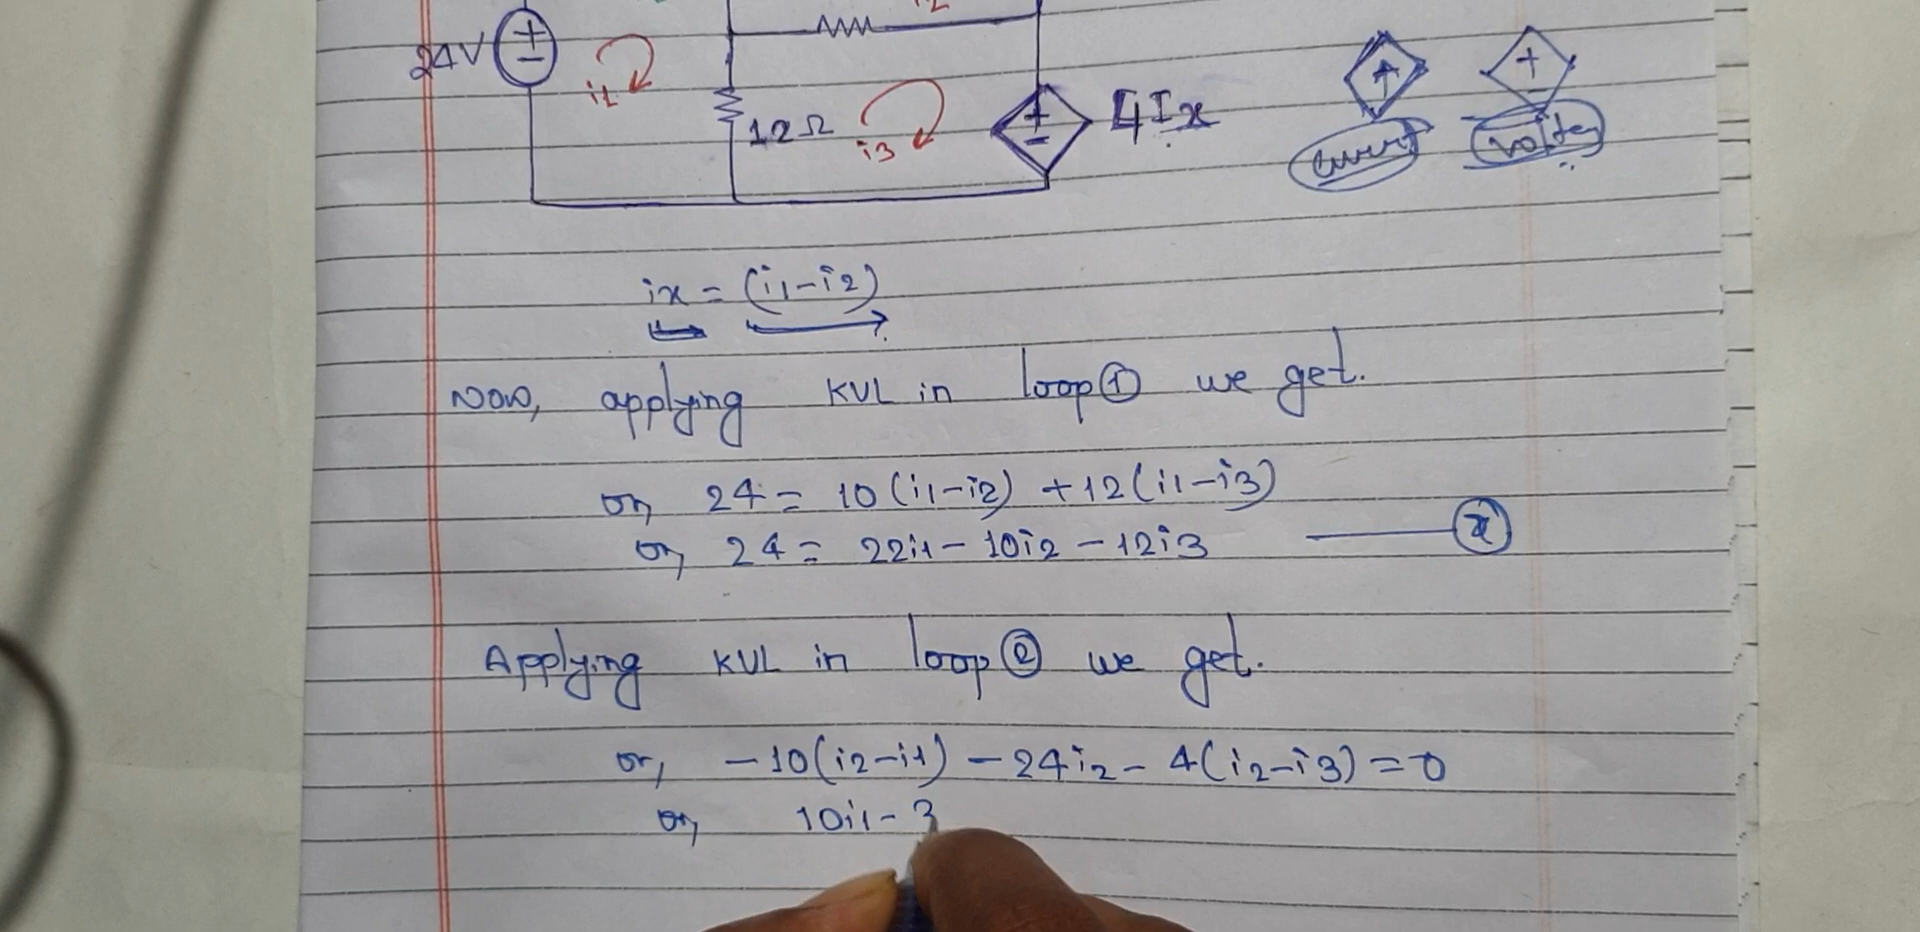 24V
i1
12Ω
i3
4Ix
+
current
voltage
ix = (i1-i2)
Now, applying KVL in loop ① we get.
or, 24 = 10(i1-i2) +12(i1-i3)
or, 24 = 22i1 - 10i2 - 12i3
Applying KVL in loop ② we get.
or, -10(i2-i1) - 24i2 - 4(i2-i3) = 0
or, 10i1 - 3